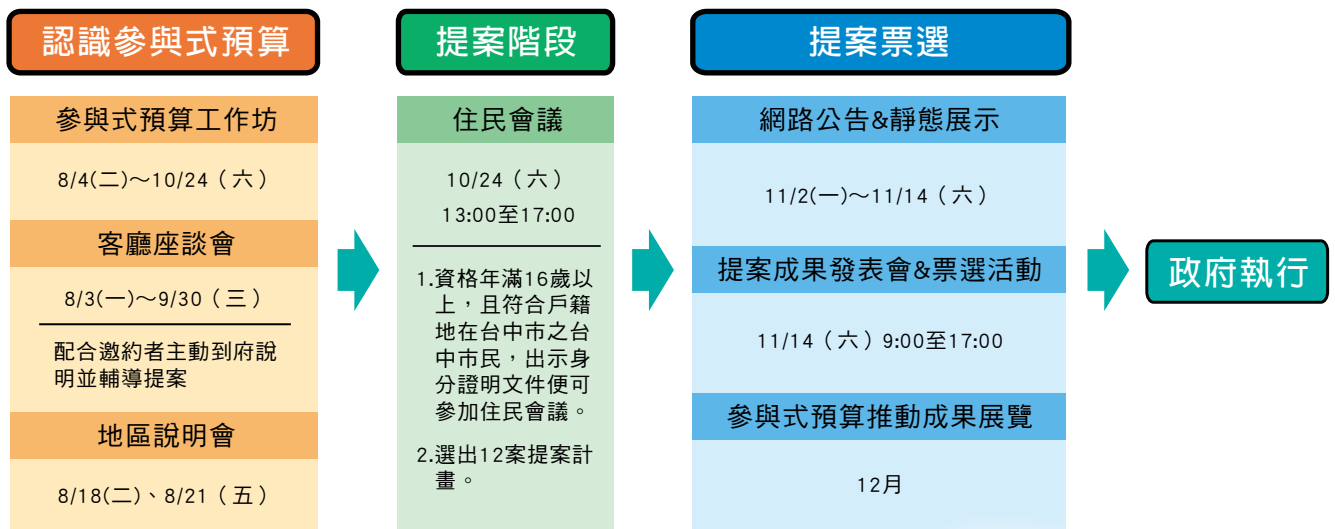 認識參與式預算
參與式預算工作坊
8/4(二)～10/24（六）
客廳座談會
8/3(一)～9/30（三）
配合邀約者主動到府說
明並輔導提案
地區說明會
8/18(二)、8/21（五）
提案階段
住民會議
10/24（六）
13:00至17:00
1.資格年滿16歲以
上，且符合戶籍
地在台中市之台
中市民，出示身
分證明文件便可
參加住民會議。
2.選出12案提案計
畫。
提案票選
網路公告&靜態展示
11/2(一)～11/14（六）
提案成果發表會&票選活動
11/14（六）9:00至17:00
參與式預算推動成果展覽
12月
政府執行